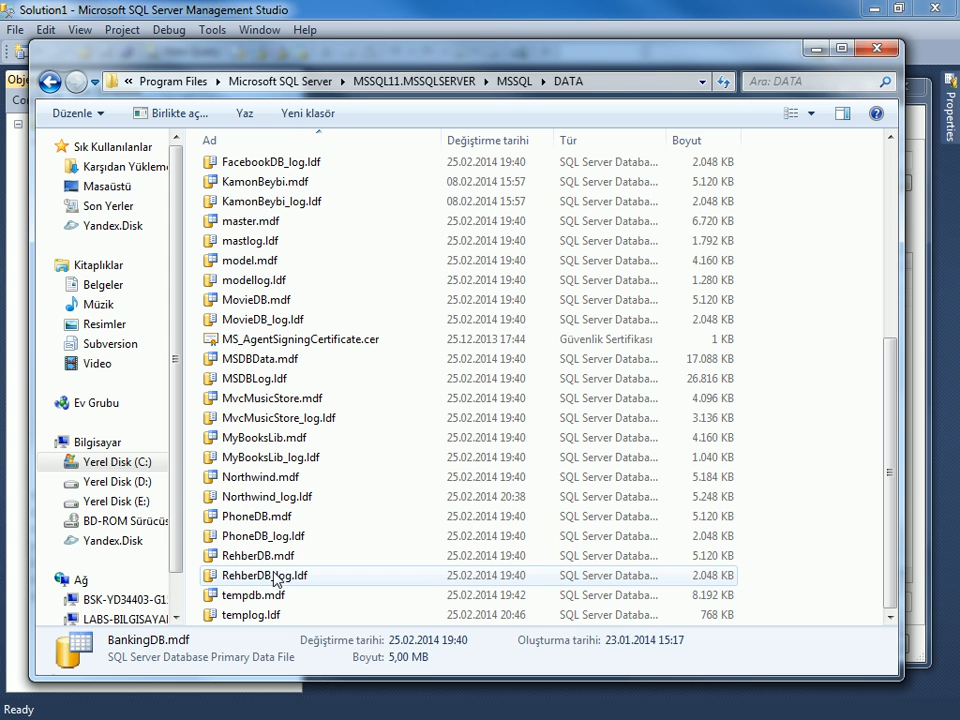 Solution1 - Microsoft SQL Server Management Studio
File Edit View Project Debug Tools Window Help
Obje
Co
Properties
« Program Files Microsoft SQL Server MSSQL11.MSSQLSERVER MSSQL DATA
Ara: DATA
Düzenle Birlikte aç... Yaz Yeni klasör
Sık Kullanılanlar
Karşıdan Yükleme
Masaüstü
Son Yerler
Yandex.Disk
Kitaplıklar
Belgeler
Müzik
Resimler
Subversion
Video
Ev Grubu
Bilgisayar
Yerel Disk (C:)
Yerel Disk (D:)
Yerel Disk (E:)
BD-ROM Sürücüs
Yandex.Disk
Ağ
BSK-YD34403-G1
LABS-BILGISAYAI
Ad Değiştirme tarihi Tür Boyut
FacebookDB_log.ldf 25.02.2014 19:40 SQL Server Databa... 2.048 KB
KamonBeybi.mdf 08.02.2014 15:57 SQL Server Databa... 5.120 KB
KamonBeybi_log.ldf 08.02.2014 15:57 SQL Server Databa... 2.048 KB
master.mdf 25.02.2014 19:40 SQL Server Databa... 6.720 KB
mastlog.ldf 25.02.2014 19:40 SQL Server Databa... 1.792 KB
model.mdf 25.02.2014 19:40 SQL Server Databa... 4.160 KB
modellog.ldf 25.02.2014 19:40 SQL Server Databa... 1.280 KB
MovieDB.mdf 25.02.2014 19:40 SQL Server Databa... 5.120 KB
MovieDB_log.ldf 25.02.2014 19:40 SQL Server Databa... 2.048 KB
MS_AgentSigningCertificate.cer 25.12.2013 17:44 Güvenlik Sertifikası 1 KB
MSDBData.mdf 25.02.2014 19:40 SQL Server Databa... 17.088 KB
MSDBLog.ldf 25.02.2014 19:40 SQL Server Databa... 26.816 KB
MvcMusicStore.mdf 25.02.2014 19:40 SQL Server Databa... 4.096 KB
MvcMusicStore_log.ldf 25.02.2014 19:40 SQL Server Databa... 3.136 KB
MyBooksLib.mdf 25.02.2014 19:40 SQL Server Databa... 4.160 KB
MyBooksLib_log.ldf 25.02.2014 19:40 SQL Server Databa... 1.040 KB
Northwind.mdf 25.02.2014 19:40 SQL Server Databa... 5.184 KB
Northwind_log.ldf 25.02.2014 20:38 SQL Server Databa... 5.248 KB
PhoneDB.mdf 25.02.2014 19:40 SQL Server Databa... 5.120 KB
PhoneDB_log.ldf 25.02.2014 19:40 SQL Server Databa... 2.048 KB
RehberDB.mdf 25.02.2014 19:40 SQL Server Databa... 5.120 KB
RehberDB_log.ldf 25.02.2014 19:40 SQL Server Databa... 2.048 KB
tempdb.mdf 25.02.2014 19:42 SQL Server Databa... 8.192 KB
templog.ldf 25.02.2014 20:46 SQL Server Databa... 768 KB
BankingDB.mdf Değiştirme tarihi: 25.02.2014 19:40 Oluşturma tarihi: 23.01.2014 15:17
SQL Server Database Primary Data File Boyut: 5,00 MB
Ready